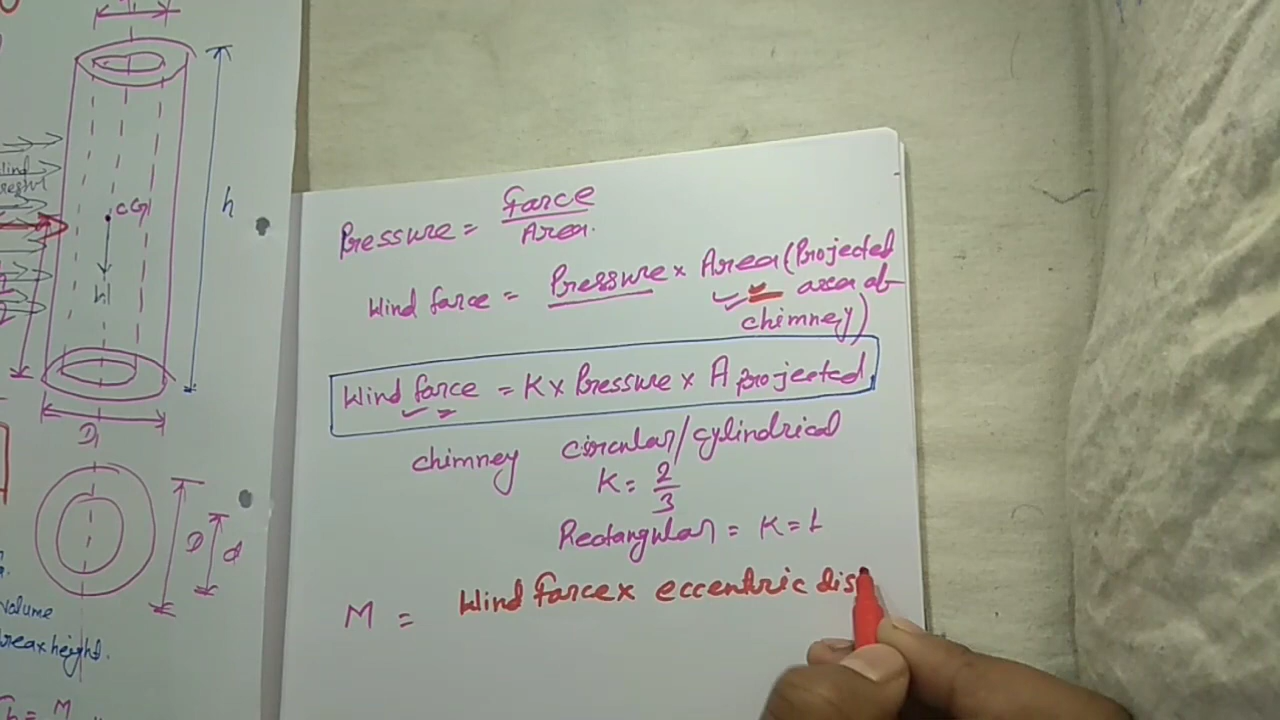 h
CG
D
D
d
volume
height.
M
Pressure = Force
Area.
Wind force = Pressure × Area (Projected
area of
chimney)
Wind force = K × Pressure × A projected
chimney circular/cylindrical
K = 2
3
Rectangular = K = 1
M = Wind force × eccentric dis